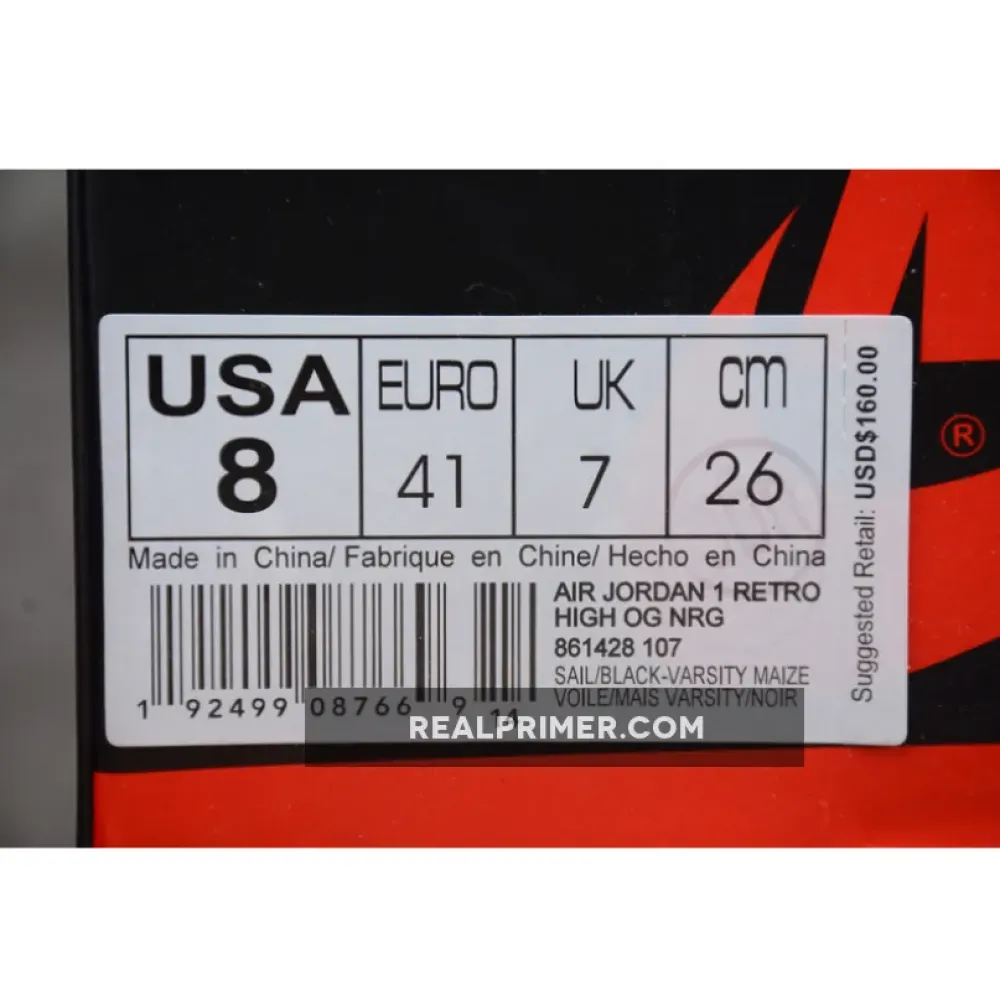 USA EURO UK CM
8 41 7 26
Made in China/ Fabrique en Chine/ Hecho en China
AIR JORDAN 1 RETRO
HIGH OG NRG
861428 107
SAIL/BLACK-VARSITY MAIZE
VOILE/MAIS VARSITY/NOIR
1 92499 08766 9 14
Suggested Retail: USD$160.00
®
REALPRIMER.COM